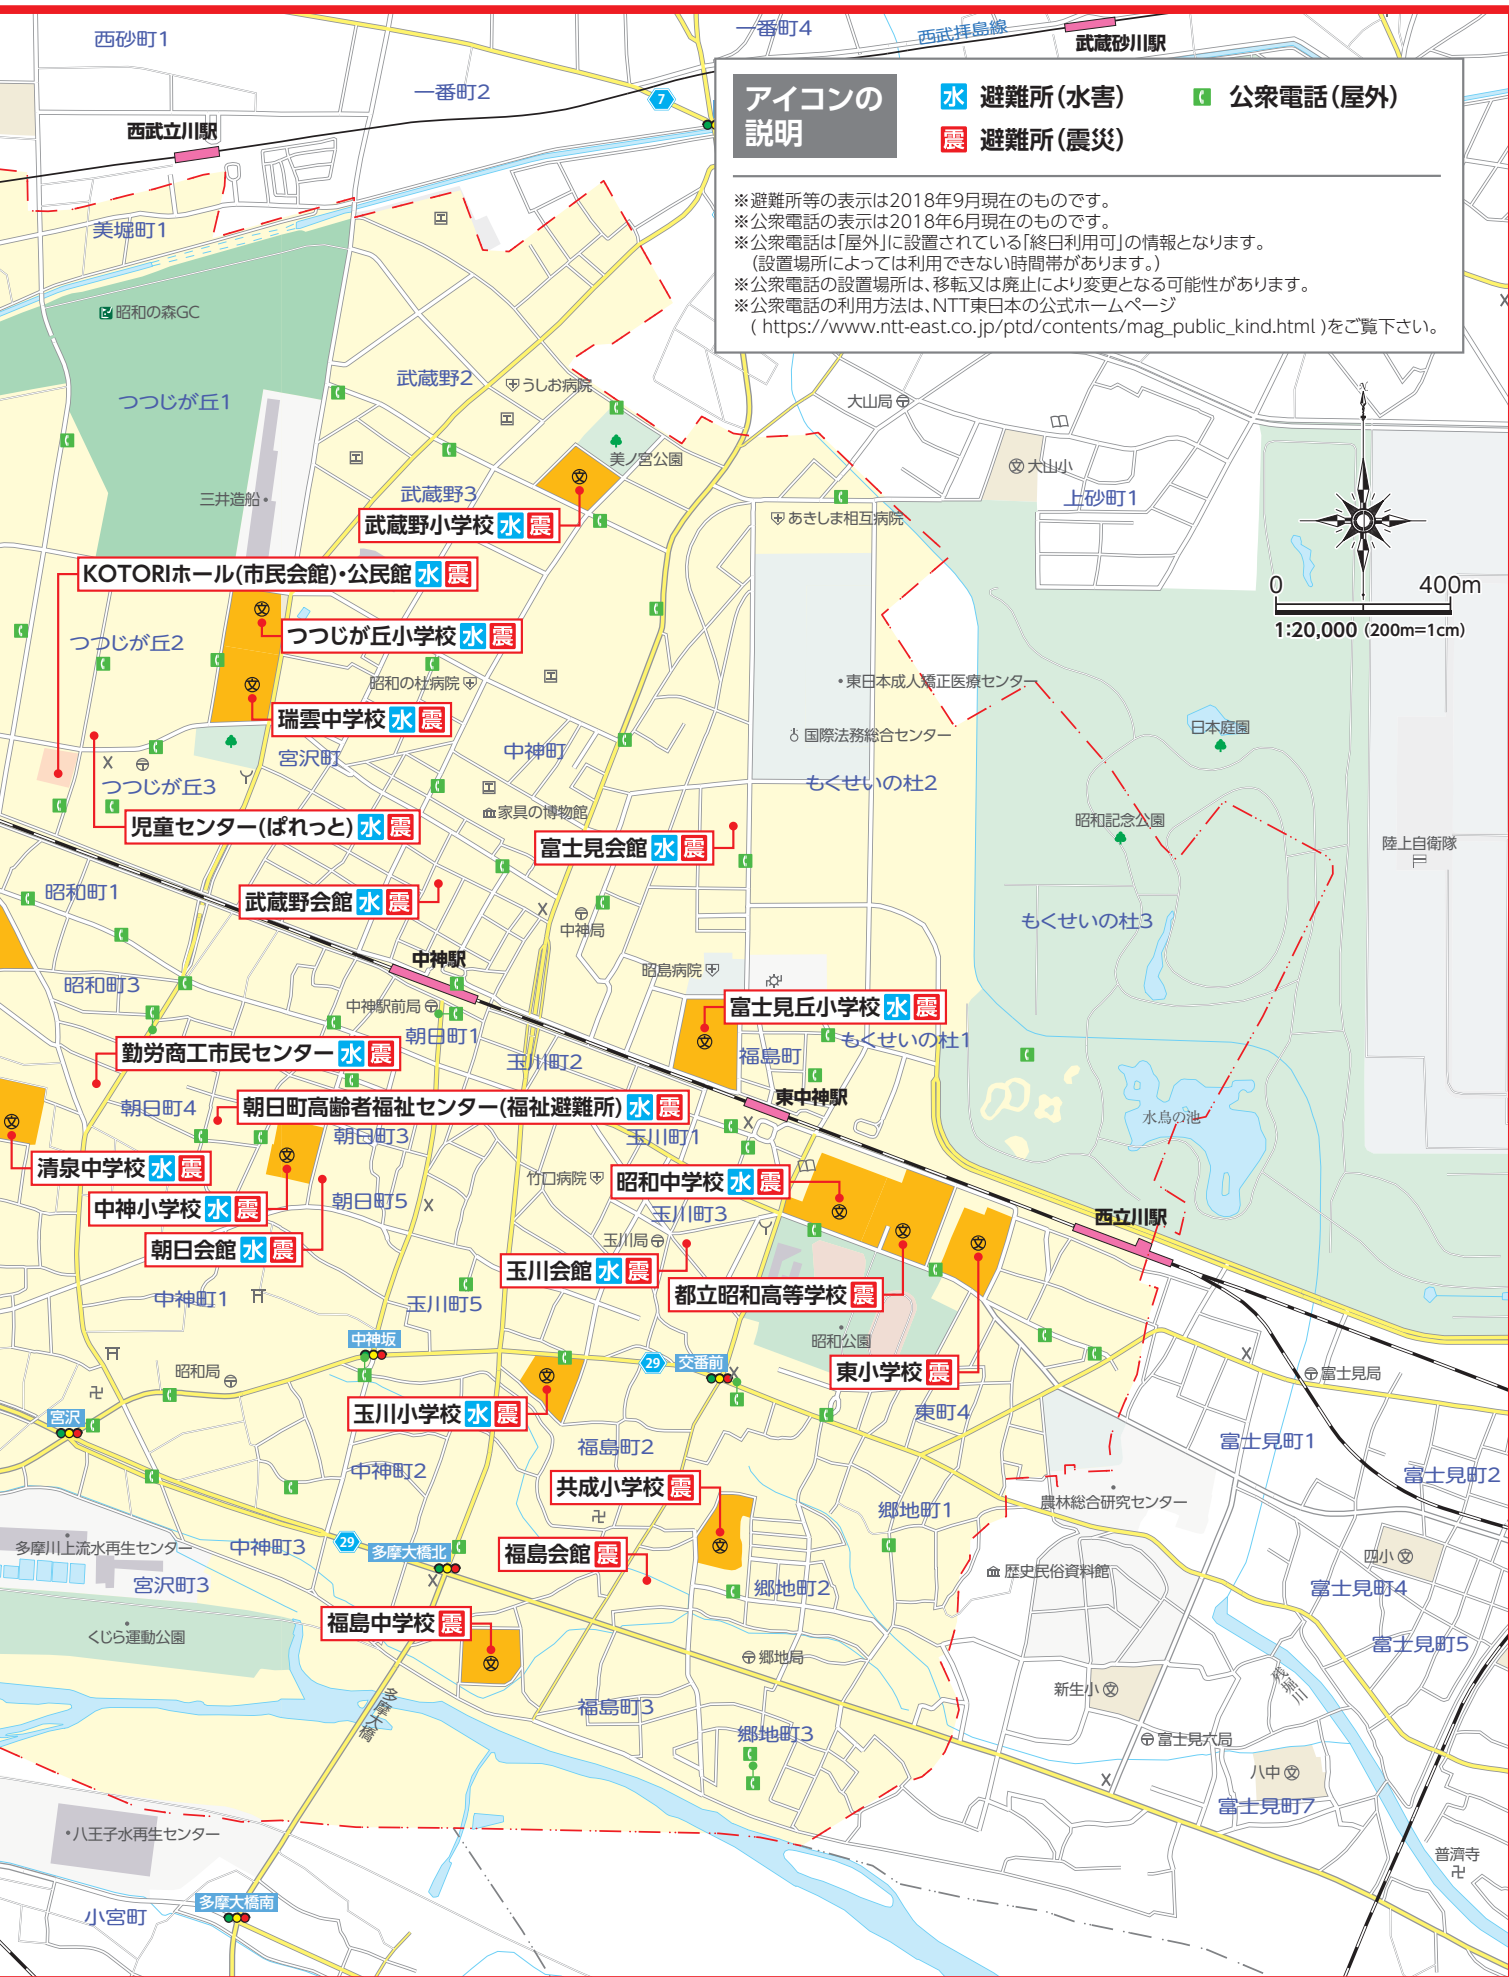 西砂町1
一番町4
西武拝島線
武蔵砂川駅
一番町2
7
西武立川駅
アイコンの
説明
水 避難所(水害)
公衆電話(屋外)
震 避難所(震災)
※避難所等の表示は2018年9月現在のものです。
※公衆電話の表示は2018年6月現在のものです。
※公衆電話は「屋外」に設置されている「終日利用可」の情報となります。
(設置場所によっては利用できない時間帯があります。)
※公衆電話の設置場所は、移転又は廃止により変更となる可能性があります。
※公衆電話の利用方法は、NTT東日本の公式ホームページ
( https://www.ntt-east.co.jp/ptd/contents/mag_public_kind.html )をご覧下さい。
美堀町1
昭和の森GC
つつじが丘1
武蔵野2
うしお病院
大山局
美ノ宮公園
大山小
三井造船
武蔵野3
上砂町1
武蔵野小学校 水 震
あきしま相互病院
KOTORIホール(市民会館)・公民館 水 震
0
400m
1:20,000 (200m=1cm)
つつじが丘小学校 水 震
つつじが丘2
昭和の杜病院
東日本成人矯正医療センター
瑞雲中学校 水 震
日本庭園
国際法務総合センター
宮沢町
中神町
つつじが丘3
もくせいの杜2
家具の博物館
昭和記念公園
児童センター(ぱれっと) 水 震
富士見会館 水 震
陸上自衛隊
昭和町1
武蔵野会館 水 震
もくせいの杜3
中神局
中神駅
昭島病院
昭和町3
中神駅前局
富士見丘小学校 水 震
朝日町1
もくせいの杜1
勤労商工市民センター 水 震
玉川町2
福島町
東中神駅
朝日町4
朝日町高齢者福祉センター(福祉避難所) 水 震
水鳥の池
朝日町3
玉川町1
清泉中学校 水 震
竹口病院
昭和中学校 水 震
中神小学校 水 震
朝日町5
玉川町3
西立川駅
朝日会館 水 震
玉川局
玉川会館 水 震
都立昭和高等学校 震
中神町1
玉川町5
昭和公園
中神坂
29
交番前
昭和局
東小学校 震
富士見局
玉川小学校 水 震
東町4
宮沢
福島町2
富士見町1
中神町2
富士見町2
共成小学校 震
農林総合研究センター
郷地町1
29
多摩川上流水再生センター
中神町3
多摩大橋北
福島会館 震
四小
宮沢町3
歴史民俗資料館
郷地町2
富士見町4
福島中学校 震
くじら運動公園
富士見町5
郷地局
残堀川
新生小
多摩大橋
福島町3
郷地町3
富士見六局
八中
富士見町7
八王子水再生センター
普濟寺
多摩大橋南
小宮町